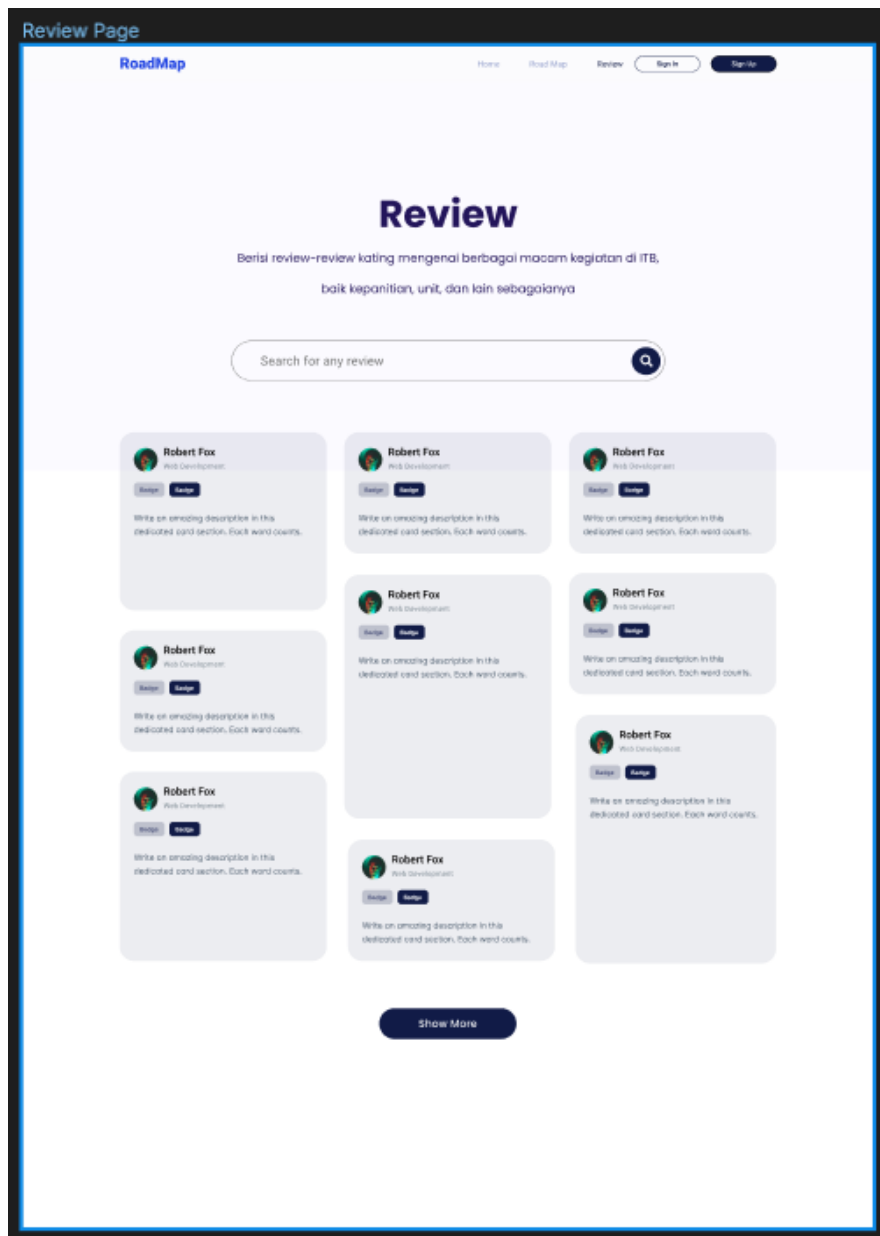 Review Page
RoadMap
Home
Road Map
Review
Sign In
Sign Up
Review
Berisi review-review kating mengenai berbagai macam kegiatan di ITB,
baik kepanitian, unit, dan lain sebagaianya
Search for any review
Robert Fox
Web Development
Badge
Badge
Write an amazing description in this
dedicated card section. Each word counts.
Robert Fox
Web Development
Badge
Badge
Write an amazing description in this
dedicated card section. Each word counts.
Robert Fox
Web Development
Badge
Badge
Write an amazing description in this
dedicated card section. Each word counts.
Robert Fox
Web Development
Badge
Badge
Write an amazing description in this
dedicated card section. Each word counts.
Robert Fox
Web Development
Badge
Badge
Write an amazing description in this
dedicated card section. Each word counts.
Robert Fox
Web Development
Badge
Badge
Write an amazing description in this
dedicated card section. Each word counts.
Robert Fox
Web Development
Badge
Badge
Write an amazing description in this
dedicated card section. Each word counts.
Robert Fox
Web Development
Badge
Badge
Write an amazing description in this
dedicated card section. Each word counts.
Robert Fox
Web Development
Badge
Badge
Write an amazing description in this
dedicated card section. Each word counts.
Show More